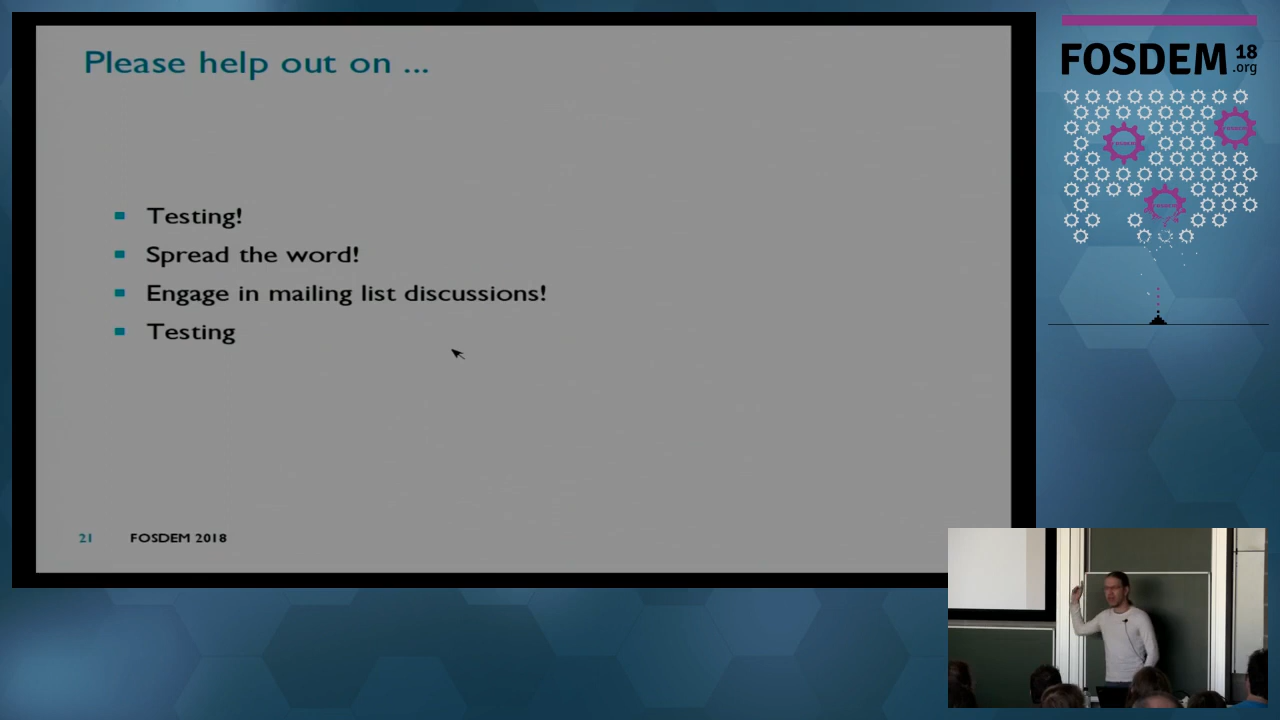 Please help out on ...
Testing!
Spread the word!
Engage in mailing list discussions!
Testing
21 FOSDEM 2018
FOSDEM 18
.org